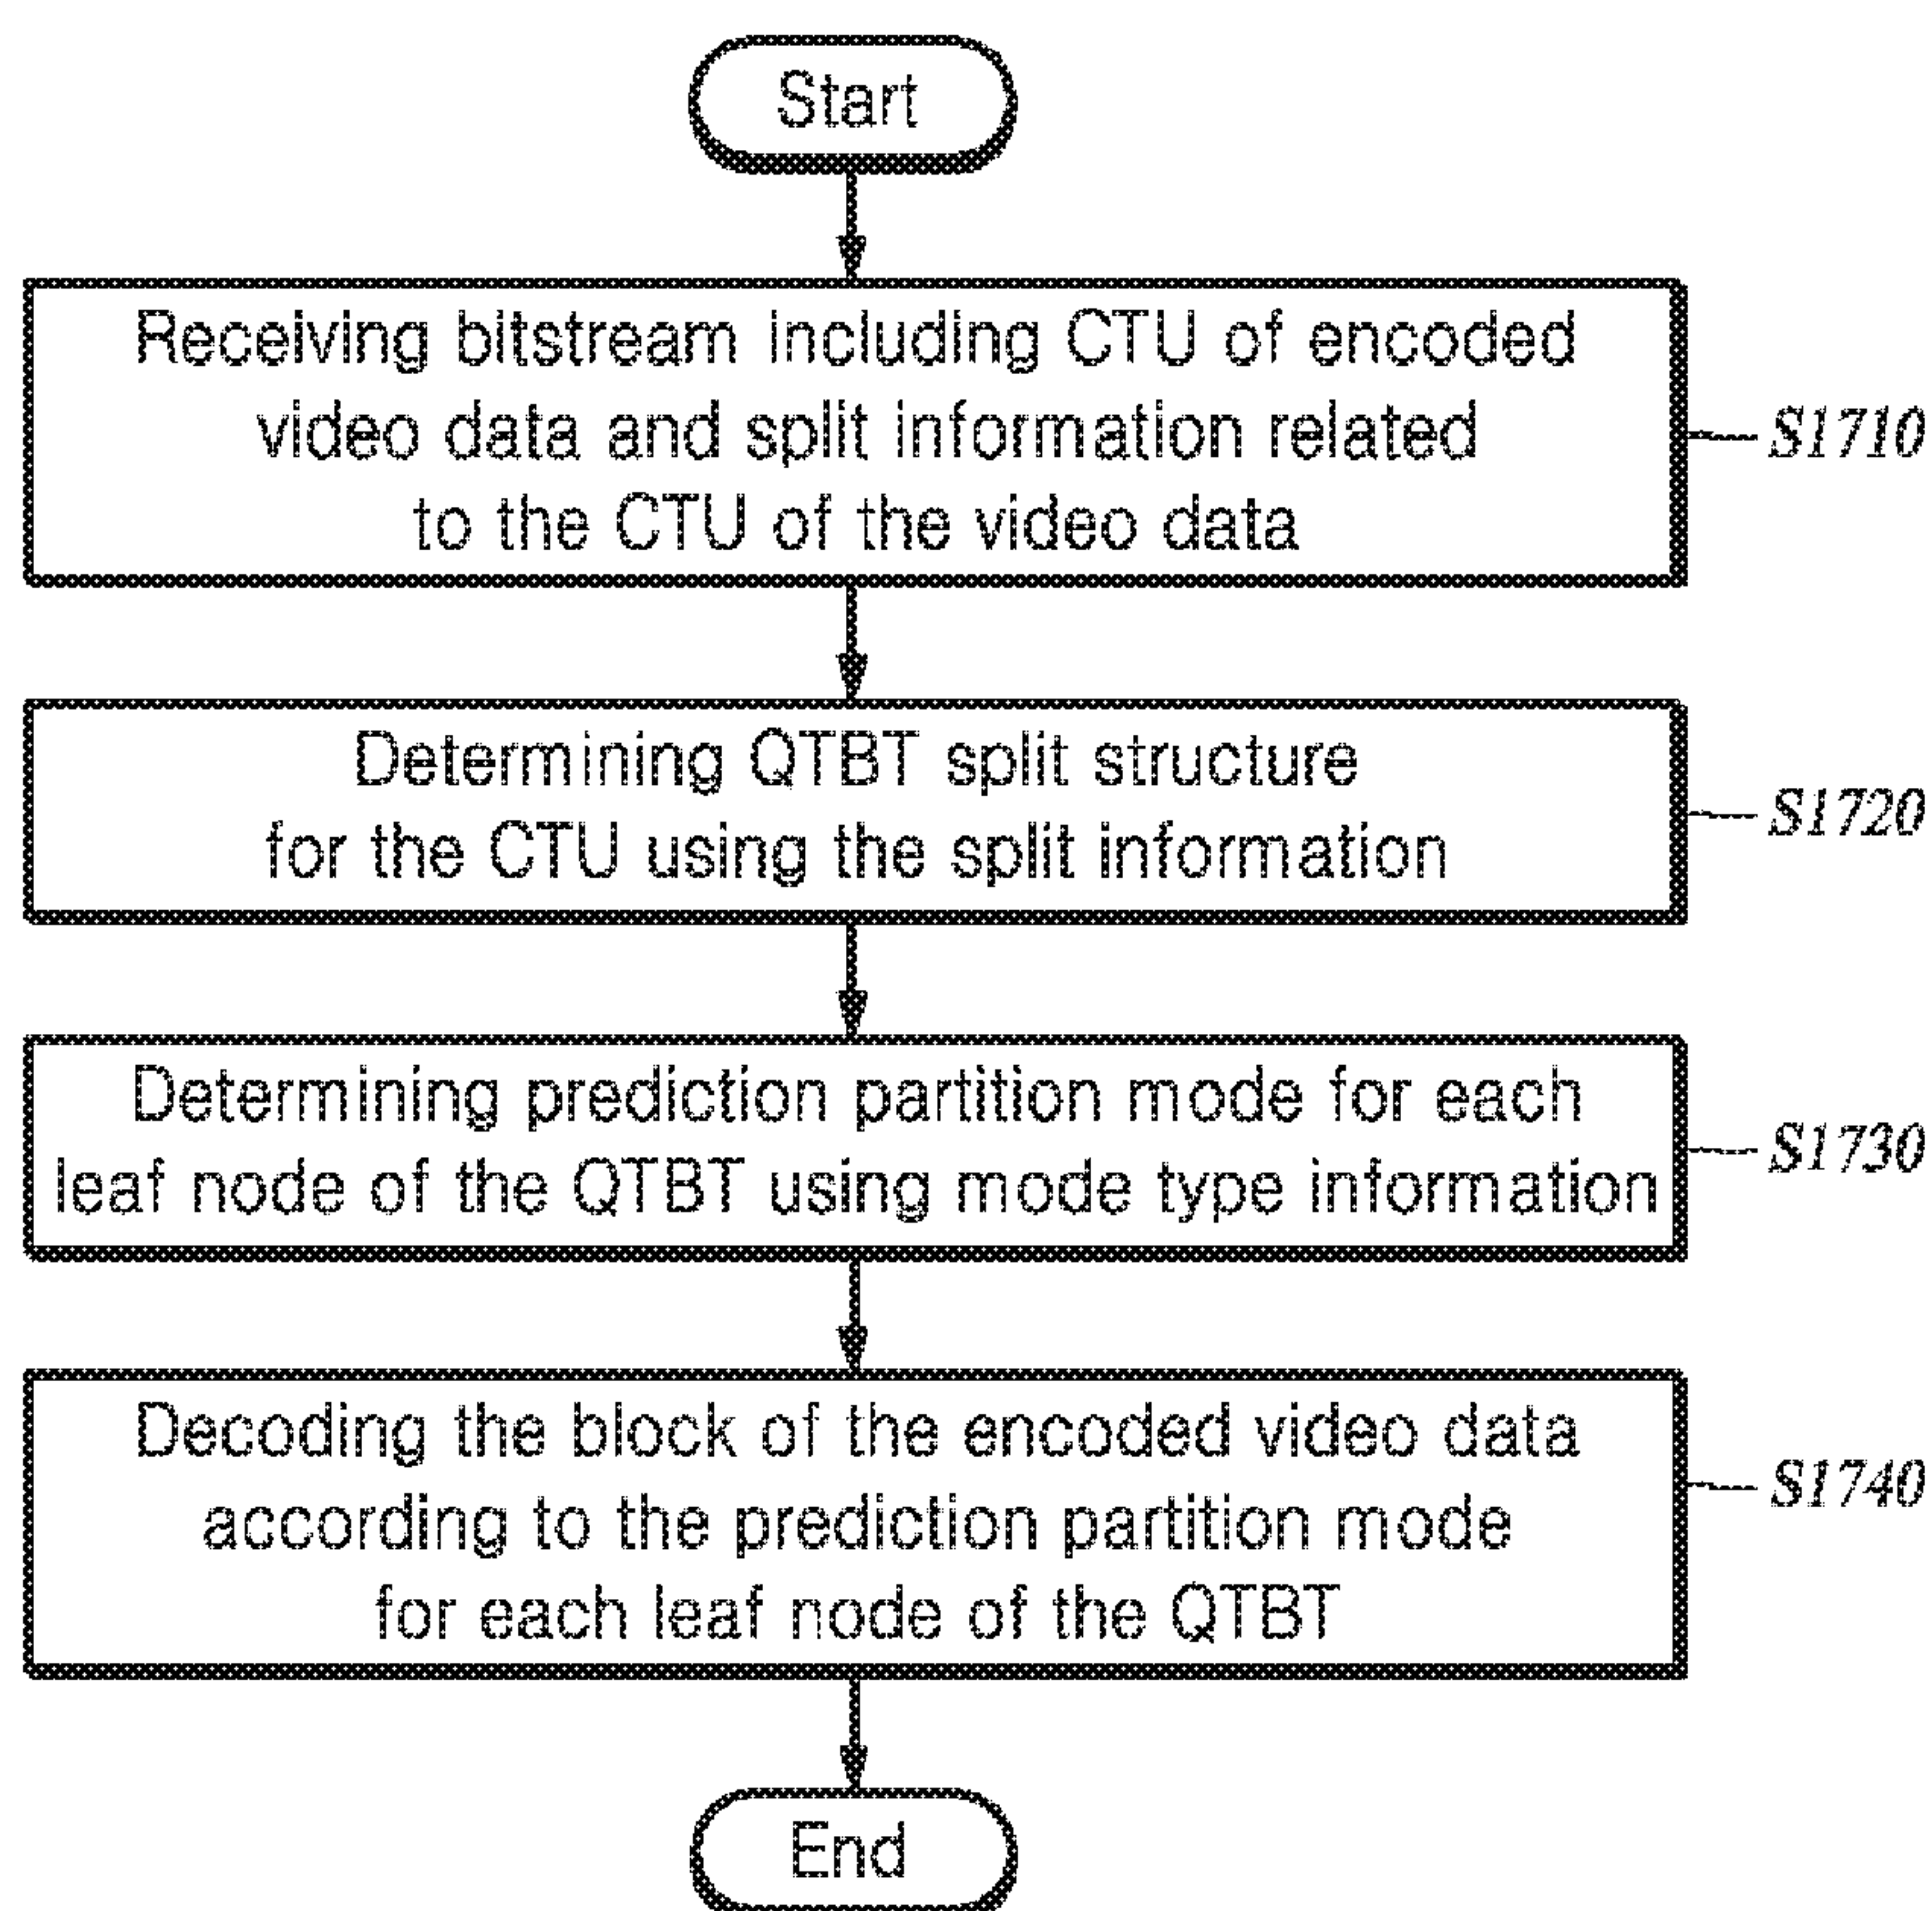 Start
Receiving bitstream including CTU of encoded
video data and split information related
to the CTU of the video data
S1710
Determining QTBT split structure
for the CTU using the split information
S1720
Determining prediction partition mode for each
leaf node of the QTBT using mode type information
S1730
Decoding the block of the encoded video data
according to the prediction partition mode
for each leaf node of the QTBT
S1740
End